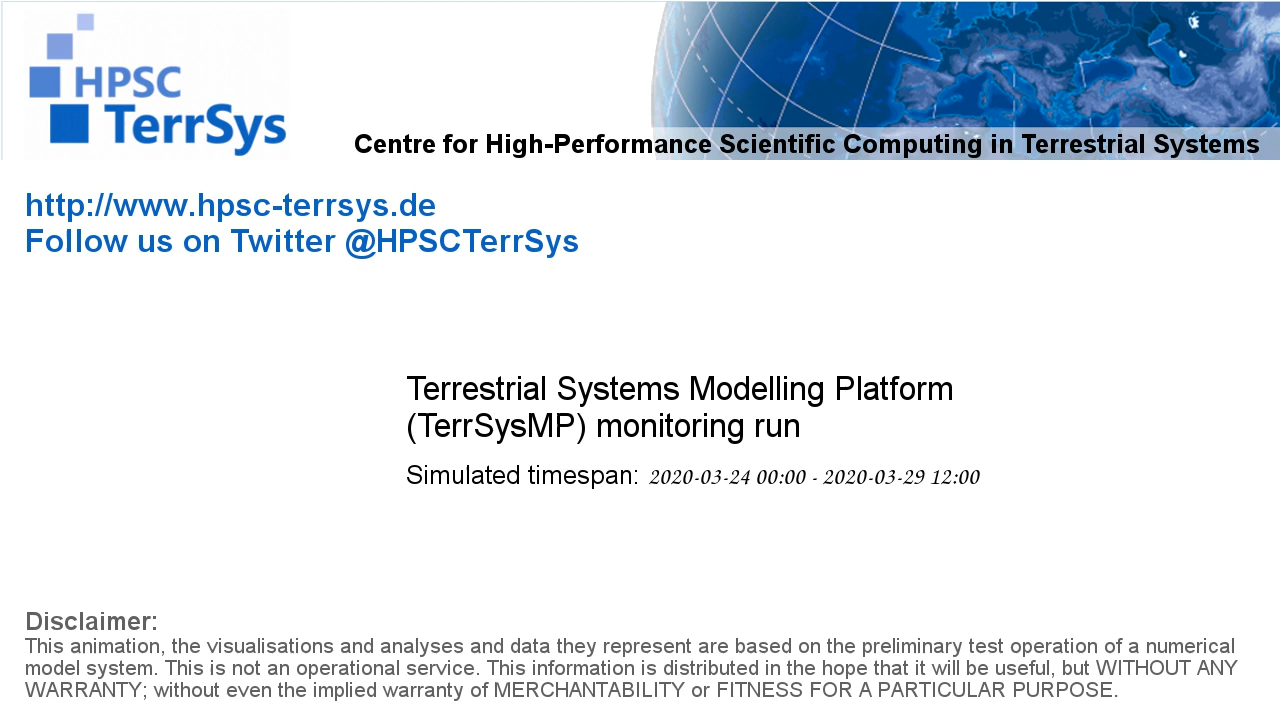 HPSC
TerrSys
Centre for High-Performance Scientific Computing in Terrestrial Systems
http://www.hpsc-terrsys.de
Follow us on Twitter @HPSCTerrSys
Terrestrial Systems Modelling Platform
(TerrSysMP) monitoring run
Simulated timespan: 2020-03-24 00:00 - 2020-03-29 12:00
Disclaimer:
This animation, the visualisations and analyses and data they represent are based on the preliminary test operation of a numerical
model system. This is not an operational service. This information is distributed in the hope that it will be useful, but WITHOUT ANY
WARRANTY; without even the implied warranty of MERCHANTABILITY or FITNESS FOR A PARTICULAR PURPOSE.